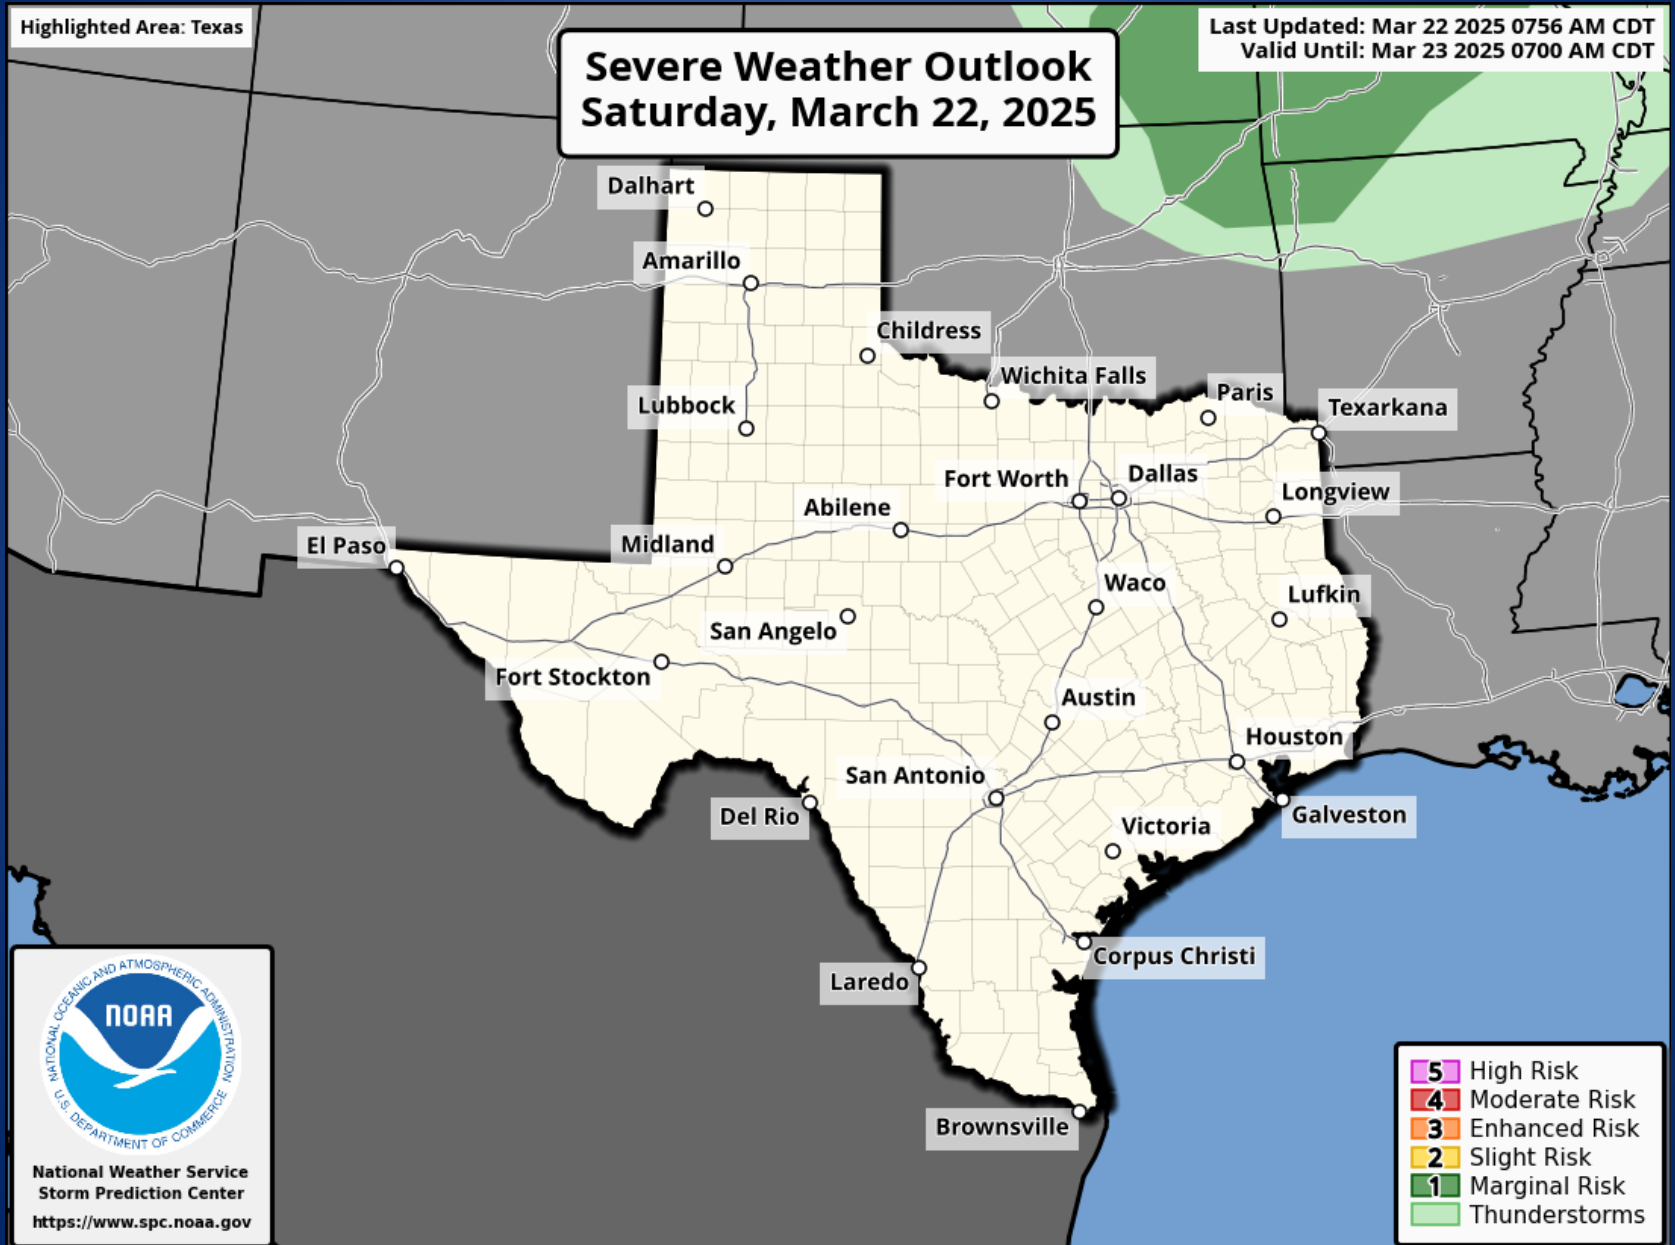 Highlighted Area: Texas
Severe Weather Outlook
Saturday, March 22, 2025
Last Updated: Mar 22 2025 0756 AM CDT
Valid Until: Mar 23 2025 0700 AM CDT
Dalhart
Amarillo
Childress
Wichita Falls
Paris
Texarkana
Lubbock
Fort Worth
Dallas
Longview
Abilene
El Paso
Midland
Waco
Lufkin
San Angelo
Fort Stockton
Austin
Houston
San Antonio
Del Rio
Galveston
Victoria
Corpus Christi
Laredo
Brownsville
NATIONAL OCEANIC AND ATMOSPHERIC ADMINISTRATION
NOAA
U.S. DEPARTMENT OF COMMERCE
National Weather Service
Storm Prediction Center
https://www.spc.noaa.gov
5 High Risk
4 Moderate Risk
3 Enhanced Risk
2 Slight Risk
1 Marginal Risk
Thunderstorms